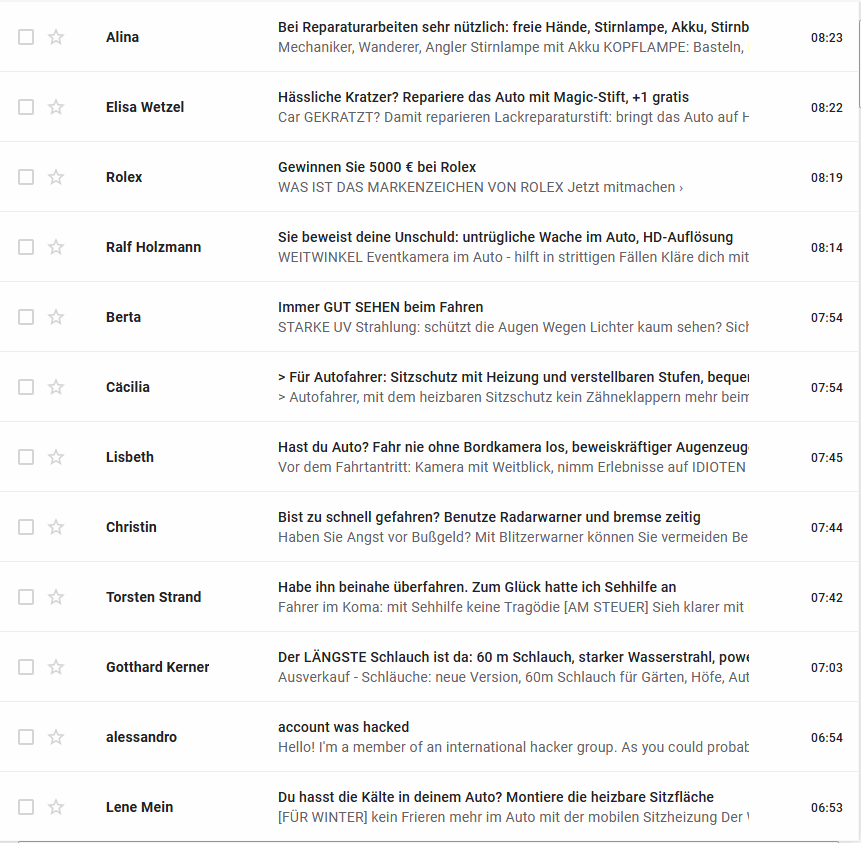 Alina
Bei Reparaturarbeiten sehr nützlich: freie Hände, Stirnlampe, Akku, Stirnb
Mechaniker, Wanderer, Angler Stirnlampe mit Akku KOPFLAMPE: Basteln,
08:23
Elisa Wetzel
Hässliche Kratzer? Repariere das Auto mit Magic-Stift, +1 gratis
Car GEKRATZT? Damit reparieren Lackreparaturstift: bringt das Auto auf H
08:22
Rolex
Gewinnen Sie 5000 € bei Rolex
WAS IST DAS MARKENZEICHEN VON ROLEX Jetzt mitmachen ›
08:19
Ralf Holzmann
Sie beweist deine Unschuld: untrügliche Wache im Auto, HD-Auflösung
WEITWINKEL Eventkamera im Auto - hilft in strittigen Fällen Kläre dich mit
08:14
Berta
Immer GUT SEHEN beim Fahren
STARKE UV Strahlung: schützt die Augen Wegen Lichter kaum sehen? Sich
07:54
Cäcilia
> Für Autofahrer: Sitzschutz mit Heizung und verstellbaren Stufen, bequer
> Autofahrer, mit dem heizbaren Sitzschutz kein Zähneklappern mehr beim
07:54
Lisbeth
Hast du Auto? Fahr nie ohne Bordkamera los, beweiskräftiger Augenzeuge
Vor dem Fahrtantritt: Kamera mit Weitblick, nimm Erlebnisse auf IDIOTEN
07:45
Christin
Bist zu schnell gefahren? Benutze Radarwarner und bremse zeitig
Haben Sie Angst vor Bußgeld? Mit Blitzerwarner können Sie vermeiden Be
07:44
Torsten Strand
Habe ihn beinahe überfahren. Zum Glück hatte ich Sehhilfe an
Fahrer im Koma: mit Sehhilfe keine Tragödie [AM STEUER] Sieh klarer mit
07:42
Gotthard Kerner
Der LÄNGSTE Schlauch ist da: 60 m Schlauch, starker Wasserstrahl, powe
Ausverkauf - Schläuche: neue Version, 60m Schlauch für Gärten, Höfe, Aut
07:03
alessandro
account was hacked
Hello! I'm a member of an international hacker group. As you could probab
06:54
Lene Mein
Du hasst die Kälte in deinem Auto? Montiere die heizbare Sitzfläche
[FÜR WINTER] kein Frieren mehr im Auto mit der mobilen Sitzheizung Der
06:53